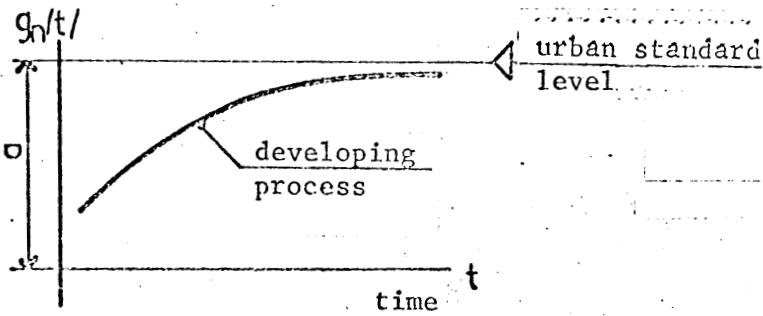 gn/t/
urban standard
level
a
developing
process
t
time